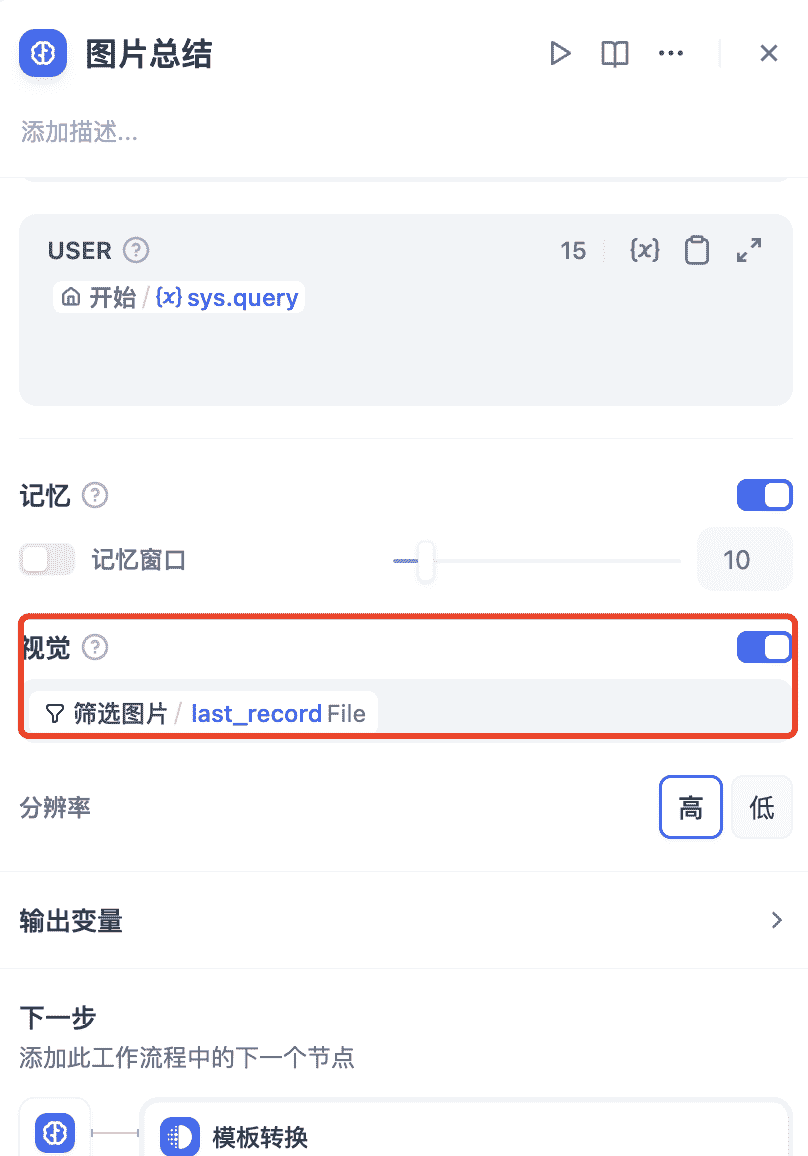 图片总结
添加描述...
USER 15 {x}
开始 / {x} sys.query
记忆
记忆窗口 10
视觉
筛选图片 / last_record File
分辨率 高 低
输出变量
下一步
添加此工作流程中的下一个节点
模板转换